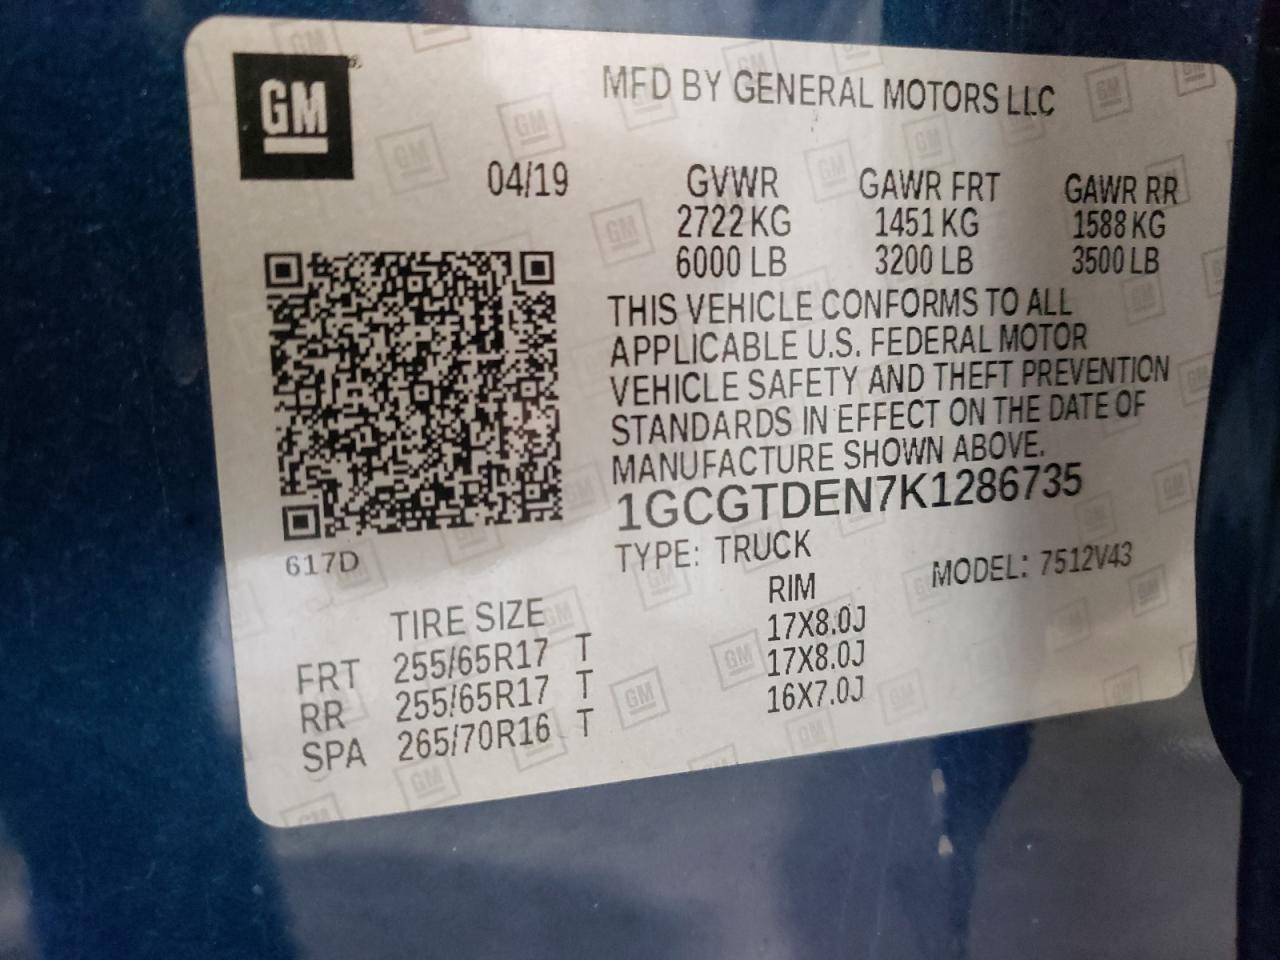 GM
MFD BY GENERAL MOTORS LLC
04/19 GVWR GAWR FRT GAWR RR
2722 KG 1451 KG 1588 KG
6000 LB 3200 LB 3500 LB
THIS VEHICLE CONFORMS TO ALL
APPLICABLE U.S. FEDERAL MOTOR
VEHICLE SAFETY AND THEFT PREVENTION
STANDARDS IN EFFECT ON THE DATE OF
MANUFACTURE SHOWN ABOVE.
1GCGTDEN7K1286735
617D
TYPE: TRUCK MODEL: 7512V43
TIRE SIZE RIM
FRT 255/65R17 T 17X8.0J
RR 255/65R17 T 17X8.0J
SPA 265/70R16 T 16X7.0J